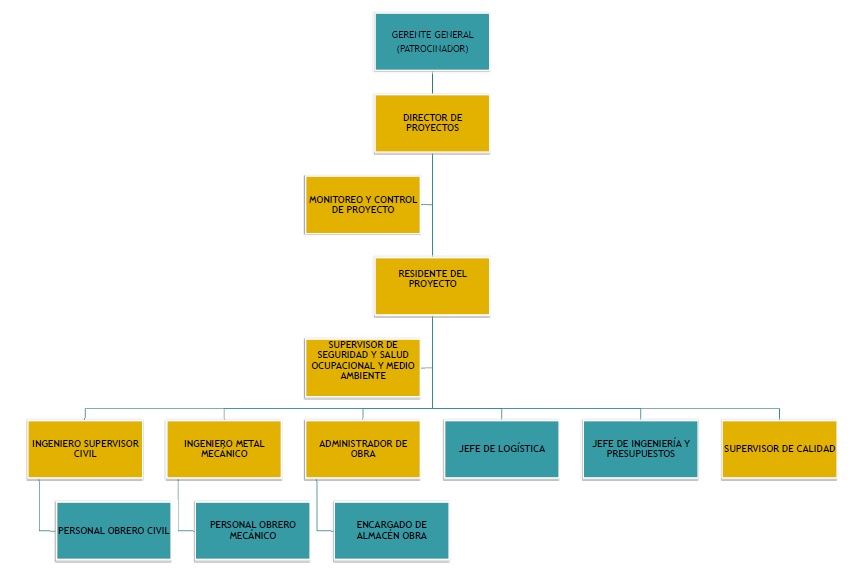 GERENTE GENERAL
(PATROCINADOR)
DIRECTOR DE
PROYECTOS
MONITOREO Y CONTROL
DE PROYECTO
RESIDENTE DEL
PROYECTO
SUPERVISOR DE
SEGURIDAD Y SALUD
OCUPACIONAL Y MEDIO
AMBIENTE
INGENIERO SUPERVISOR
CIVIL
INGENIERO METAL
MECÁNICO
ADMINISTRADOR DE
OBRA
JEFE DE LOGÍSTICA
JEFE DE INGENIERÍA Y
PRESUPUESTOS
SUPERVISOR DE CALIDAD
PERSONAL OBRERO CIVIL
PERSONAL OBRERO
MECÁNICO
ENCARGADO DE
ALMACÉN OBRA